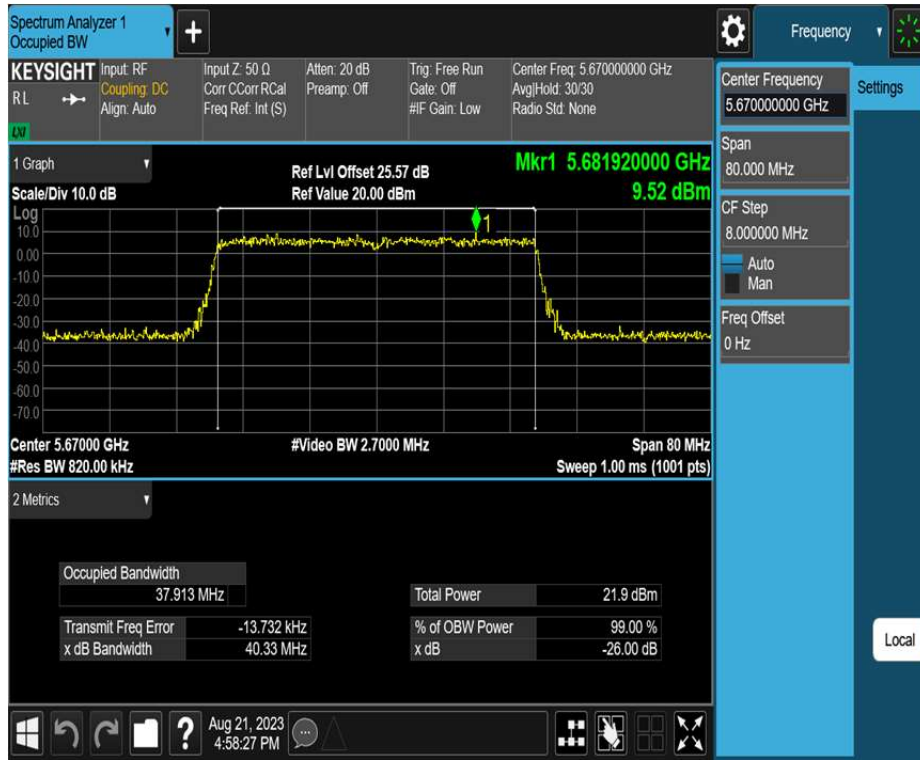 Spectrum Analyzer 1
Occupied BW
+
Frequency
KEYSIGHT
RL
LXI
Input: RF
Coupling: DC
Align: Auto
Input Z: 50 Ω
Corr CCorr RCal
Freq Ref: Int (S)
Atten: 20 dB
Preamp: Off
Trig: Free Run
Gate: Off
#IF Gain: Low
Center Freq: 5.670000000 GHz
Avg|Hold: 30/30
Radio Std: None
Center Frequency
5.670000000 GHz
Settings
Span
80.000 MHz
CF Step
8.000000 MHz
Auto
Man
Freq Offset
0 Hz
Local
1 Graph
Scale/Div 10.0 dB
Ref Lvl Offset 25.57 dB
Ref Value 20.00 dBm
Mkr1 5.681920000 GHz
9.52 dBm
Log
10.0
0.00
-10.0
-20.0
-30.0
-40.0
-50.0
-60.0
-70.0
1
Center 5.67000 GHz
#Video BW 2.7000 MHz
Span 80 MHz
#Res BW 820.00 kHz
Sweep 1.00 ms (1001 pts)
2 Metrics
Occupied Bandwidth
37.913 MHz
Total Power 21.9 dBm
Transmit Freq Error -13.732 kHz
% of OBW Power 99.00 %
x dB Bandwidth 40.33 MHz
x dB -26.00 dB
?
Aug 21, 2023
4:58:27 PM